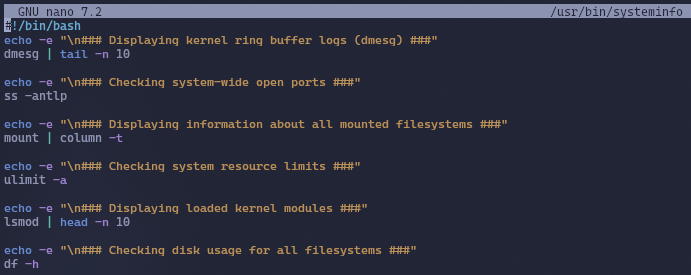 GNU nano 7.2 /usr/bin/systeminfo
#!/bin/bash
echo -e "\n### Displaying kernel ring buffer logs (dmesg) ###"
dmesg | tail -n 10
echo -e "\n### Checking system-wide open ports ###"
ss -antlp
echo -e "\n### Displaying information about all mounted filesystems ###"
mount | column -t
echo -e "\n### Checking system resource limits ###"
ulimit -a
echo -e "\n### Displaying loaded kernel modules ###"
lsmod | head -n 10
echo -e "\n### Checking disk usage for all filesystems ###"
df -h